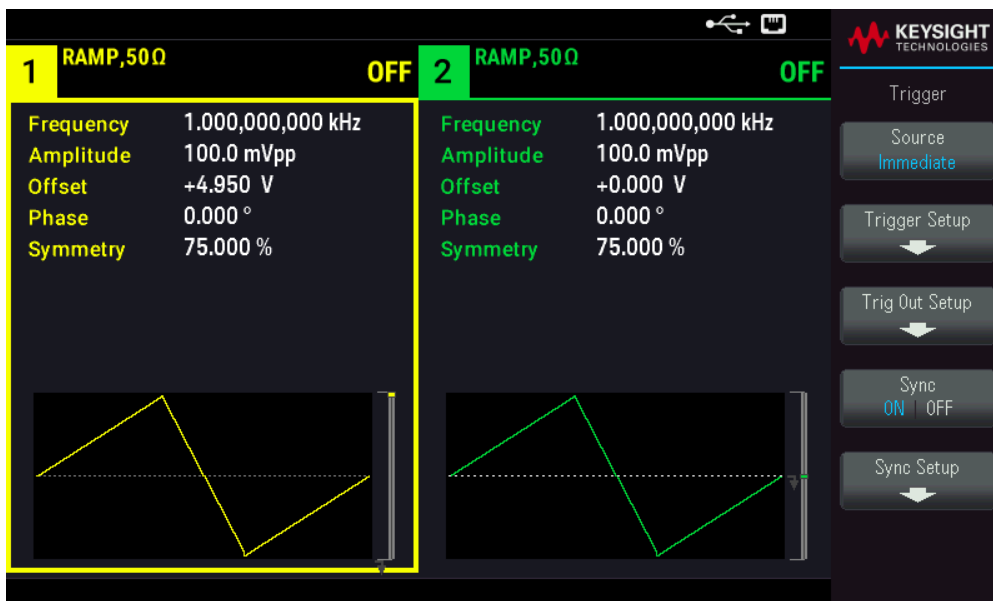 KEYSIGHT
TECHNOLOGIES
1 RAMP,50Ω OFF
2 RAMP,50Ω OFF
Frequency 1.000,000,000 kHz
Amplitude 100.0 mVpp
Offset +4.950 V
Phase 0.000 °
Symmetry 75.000 %
Frequency 1.000,000,000 kHz
Amplitude 100.0 mVpp
Offset +0.000 V
Phase 0.000 °
Symmetry 75.000 %
Trigger
Source
Immediate
Trigger Setup
Trig Out Setup
Sync
ON | OFF
Sync Setup